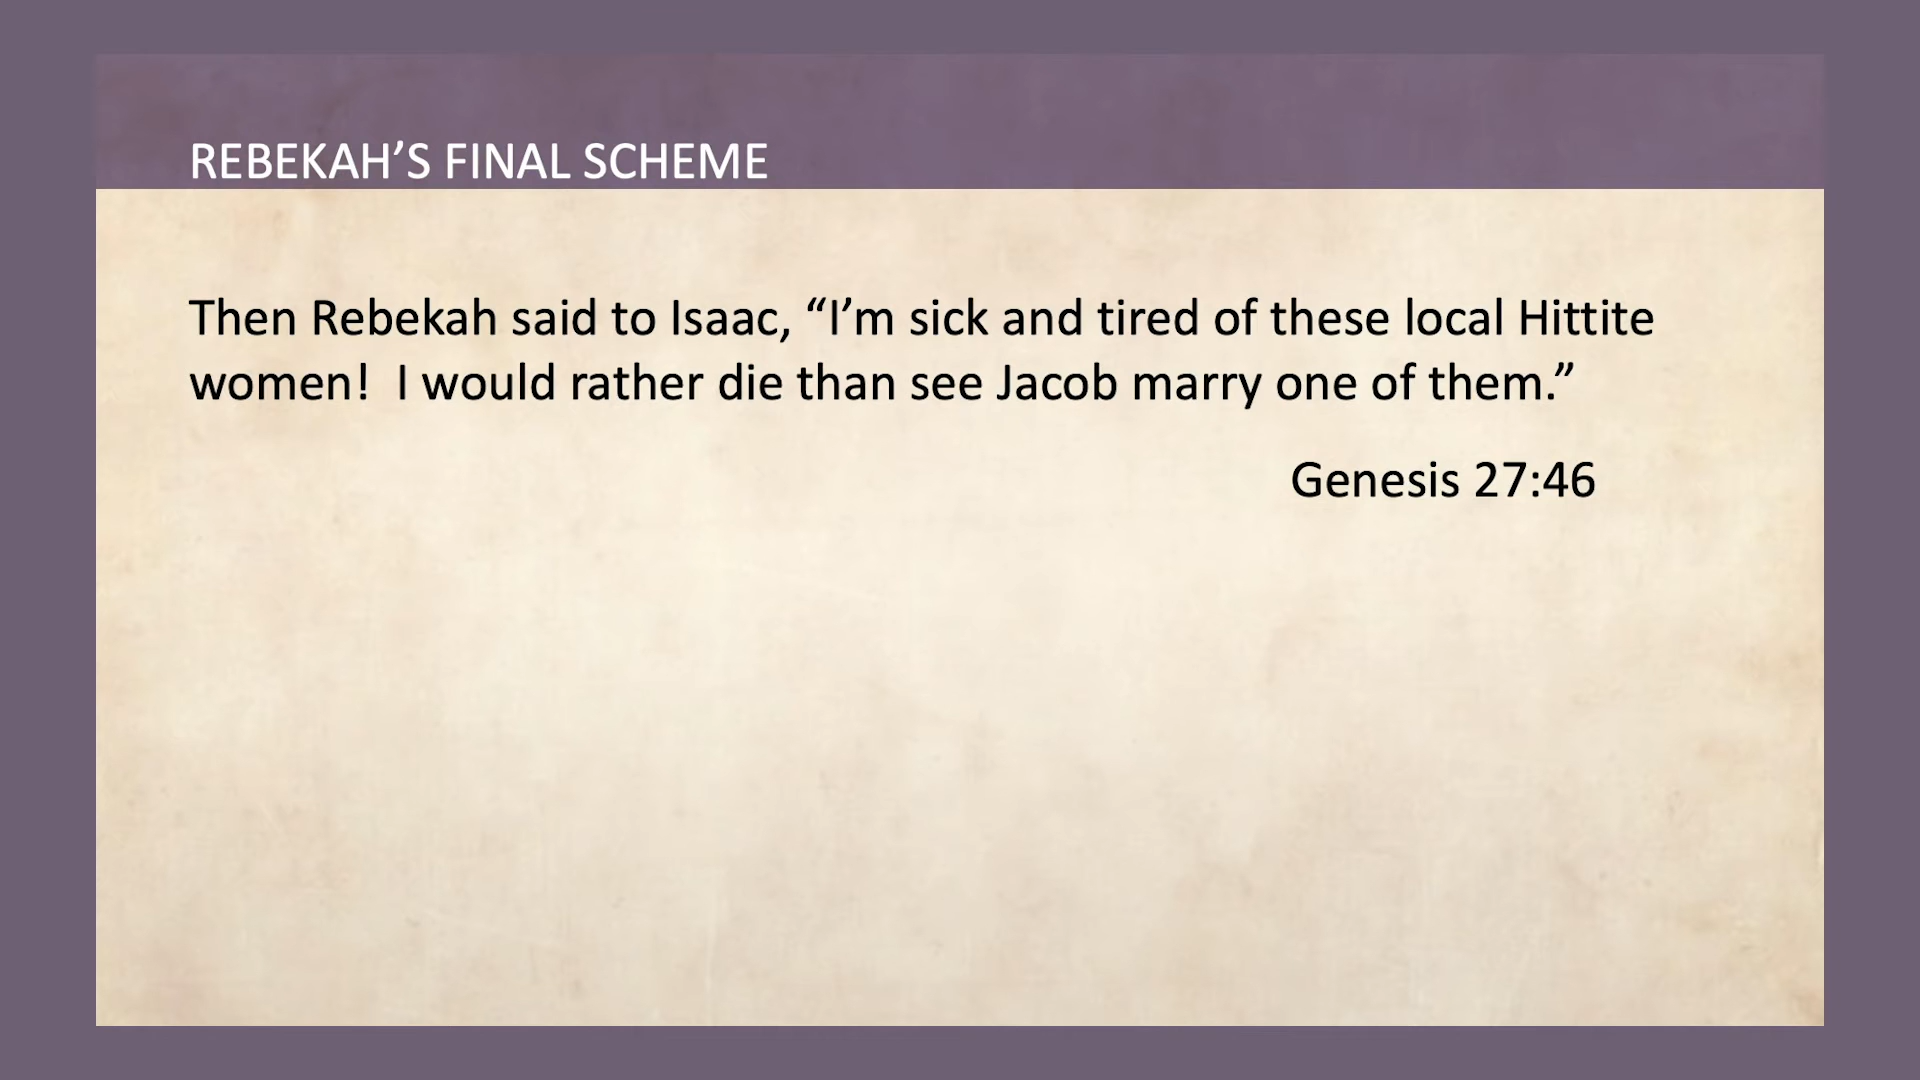 REBEKAH’S FINAL SCHEME
Then Rebekah said to Isaac, “I’m sick and tired of these local Hittite
women!  I would rather die than see Jacob marry one of them.”
Genesis 27:46